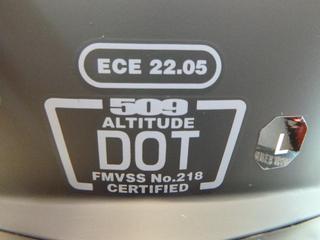 ECE 22.05
509
ALTITUDE
DOT
FMVSS No.218
CERTIFIED
L